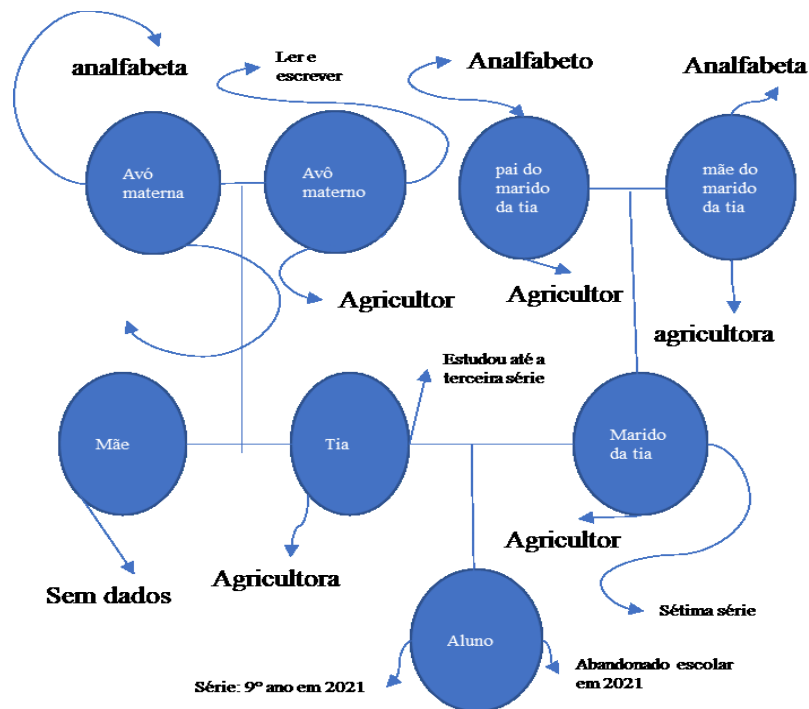 analfabeta
Ler e
escrever
Analfabeto
Analfabeta
Avó
materna
Avô
materno
pai do
marido
da tia
mãe do
marido
da tia
Agricultor
Agricultor
agricultora
Estudou até a
terceira série
Mãe
Tia
Marido
da tia
Sem dados
Agricultora
Agricultor
Sétima série
Aluno
Série: 9º ano em 2021
Abandonado escolar
em 2021